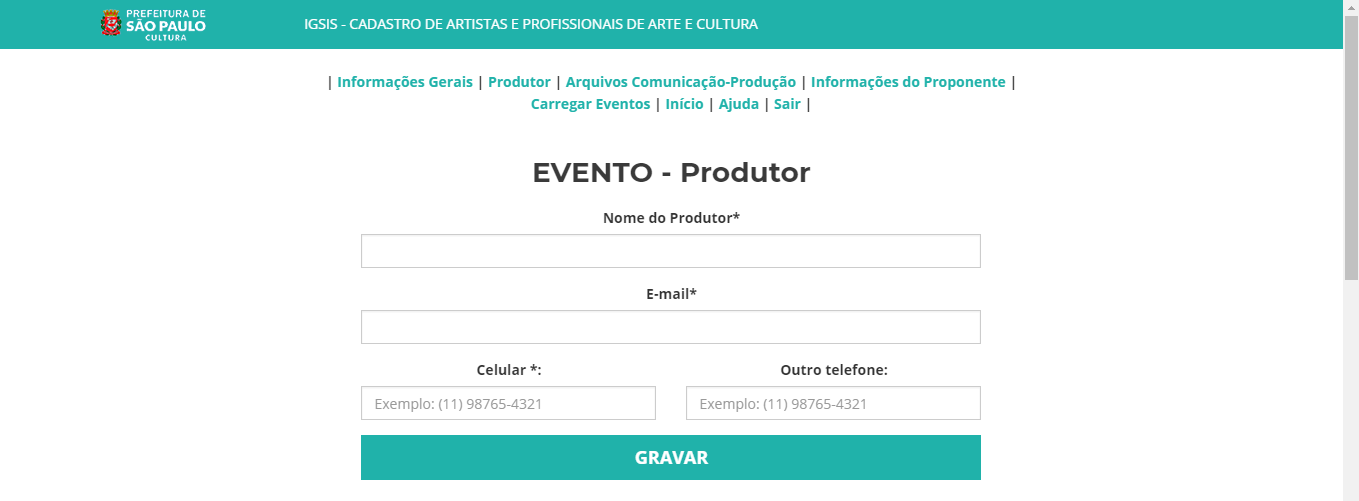 PREFEITURA DE
SÃO PAULO
CULTURA
IGSIS - CADASTRO DE ARTISTAS E PROFISSIONAIS DE ARTE E CULTURA
| Informações Gerais | Produtor | Arquivos Comunicação-Produção | Informações do Proponente |
Carregar Eventos | Início | Ajuda | Sair |
EVENTO - Produtor
Nome do Produtor*
E-mail*
Celular *: Outro telefone:
Exemplo: (11) 98765-4321 Exemplo: (11) 98765-4321
GRAVAR